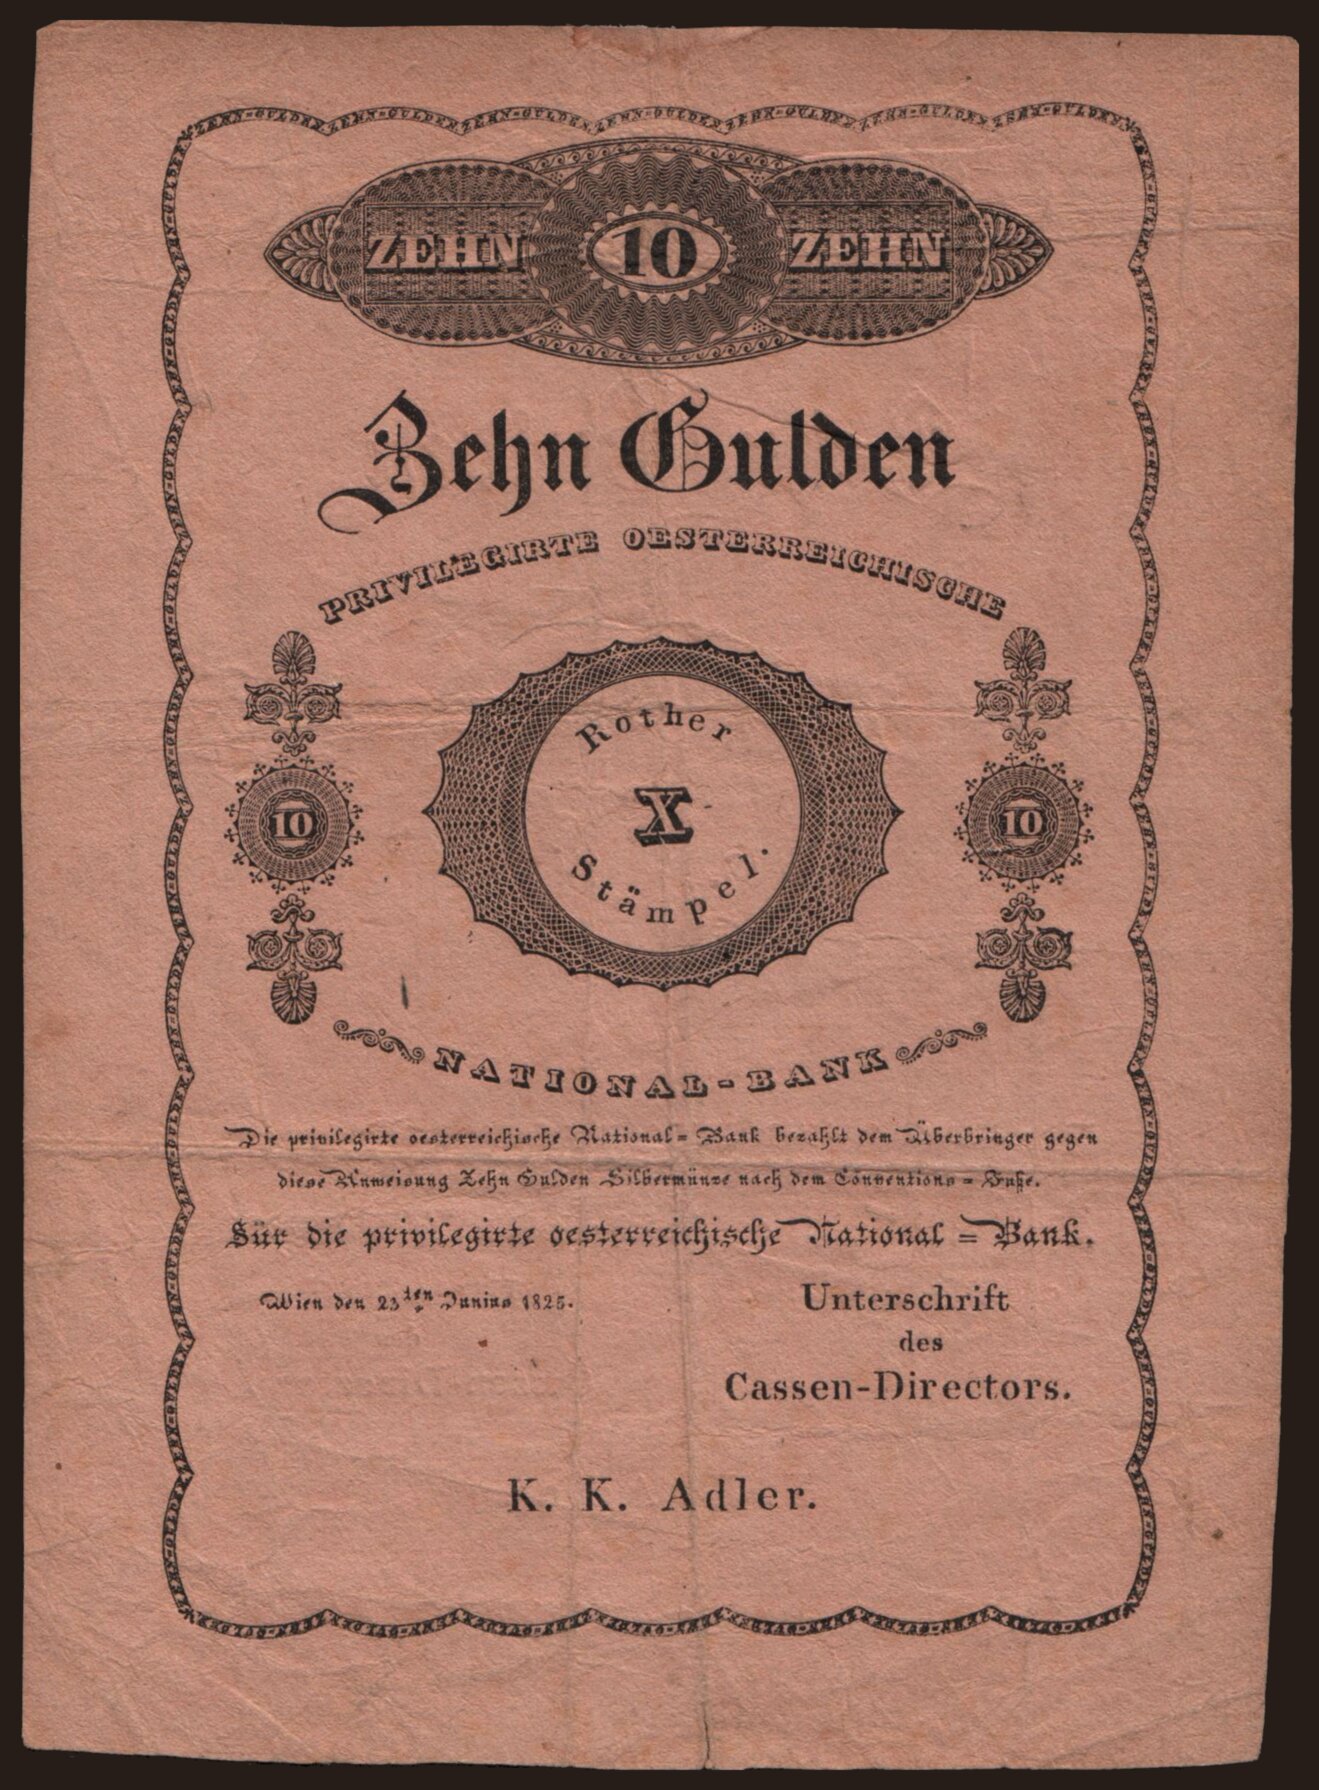 ZEHN 10 ZEHN
Zehn Gulden
PRIVILEGIRTE OESTERREICHISCHE
Rother
X
Stämpel.
10
10
NATIONAL-BANK
Die privilegirte oesterreichische National=Bank bezahlt dem Überbringer gegen
diese Anweisung Zehn Gulden Silbermünze nach dem Conventions=Fuße.
Für die privilegirte oesterreichische National=Bank.
Wien den 23ten Junius 1825.
Unterschrift
des
Cassen-Directors.
K. K. Adler.